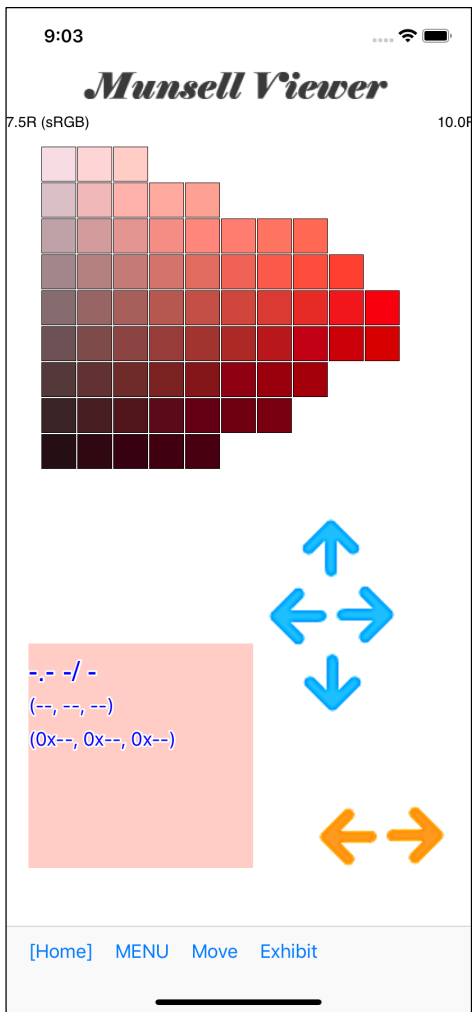 9:03
Munsell Viewer
7.5R (sRGB)
10.0R
-.- -/ -
(--, --, --)
(0x--, 0x--, 0x--)
[Home] MENU Move Exhibit